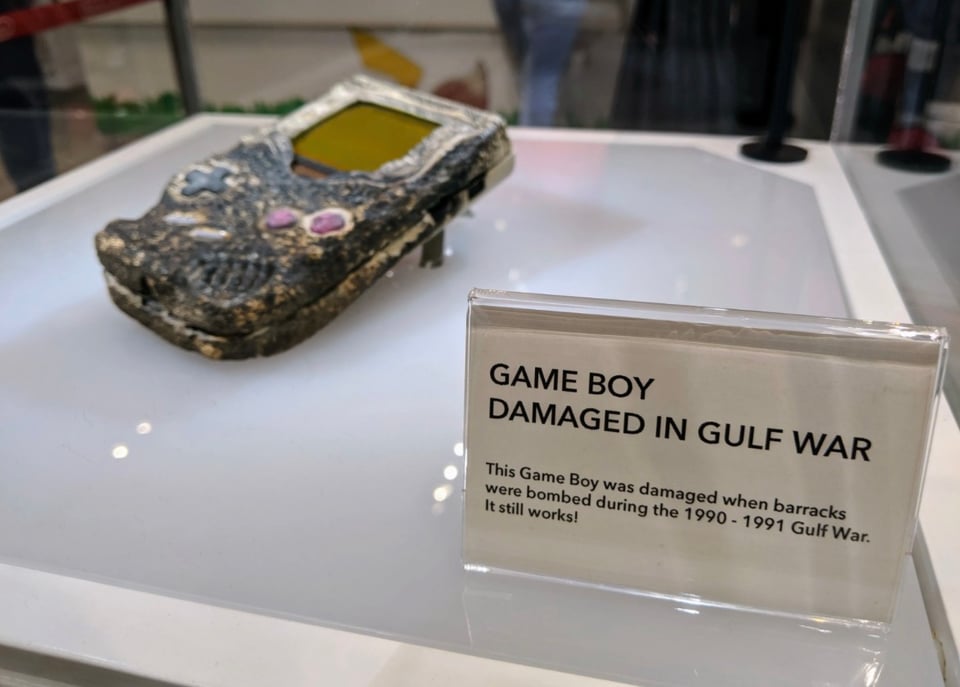 GAME BOY
DAMAGED IN GULF WAR
This Game Boy was damaged when barracks
were bombed during the 1990 - 1991 Gulf War.
It still works!